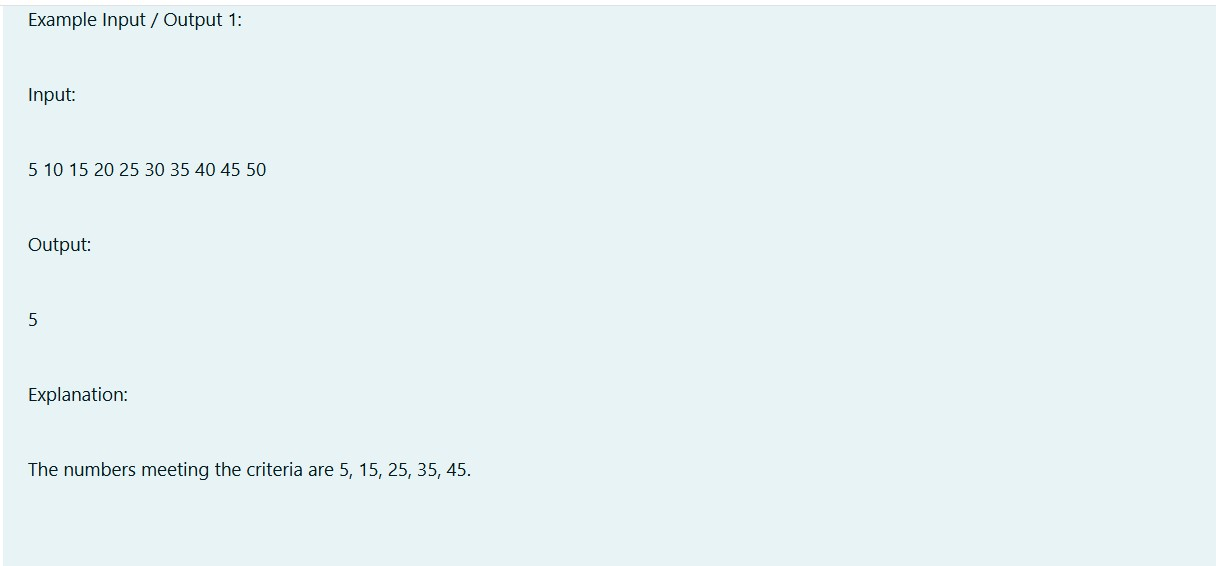 Example Input / Output 1:
Input:
5 10 15 20 25 30 35 40 45 50
Output:
5
Explanation:
The numbers meeting the criteria are 5, 15, 25, 35, 45.